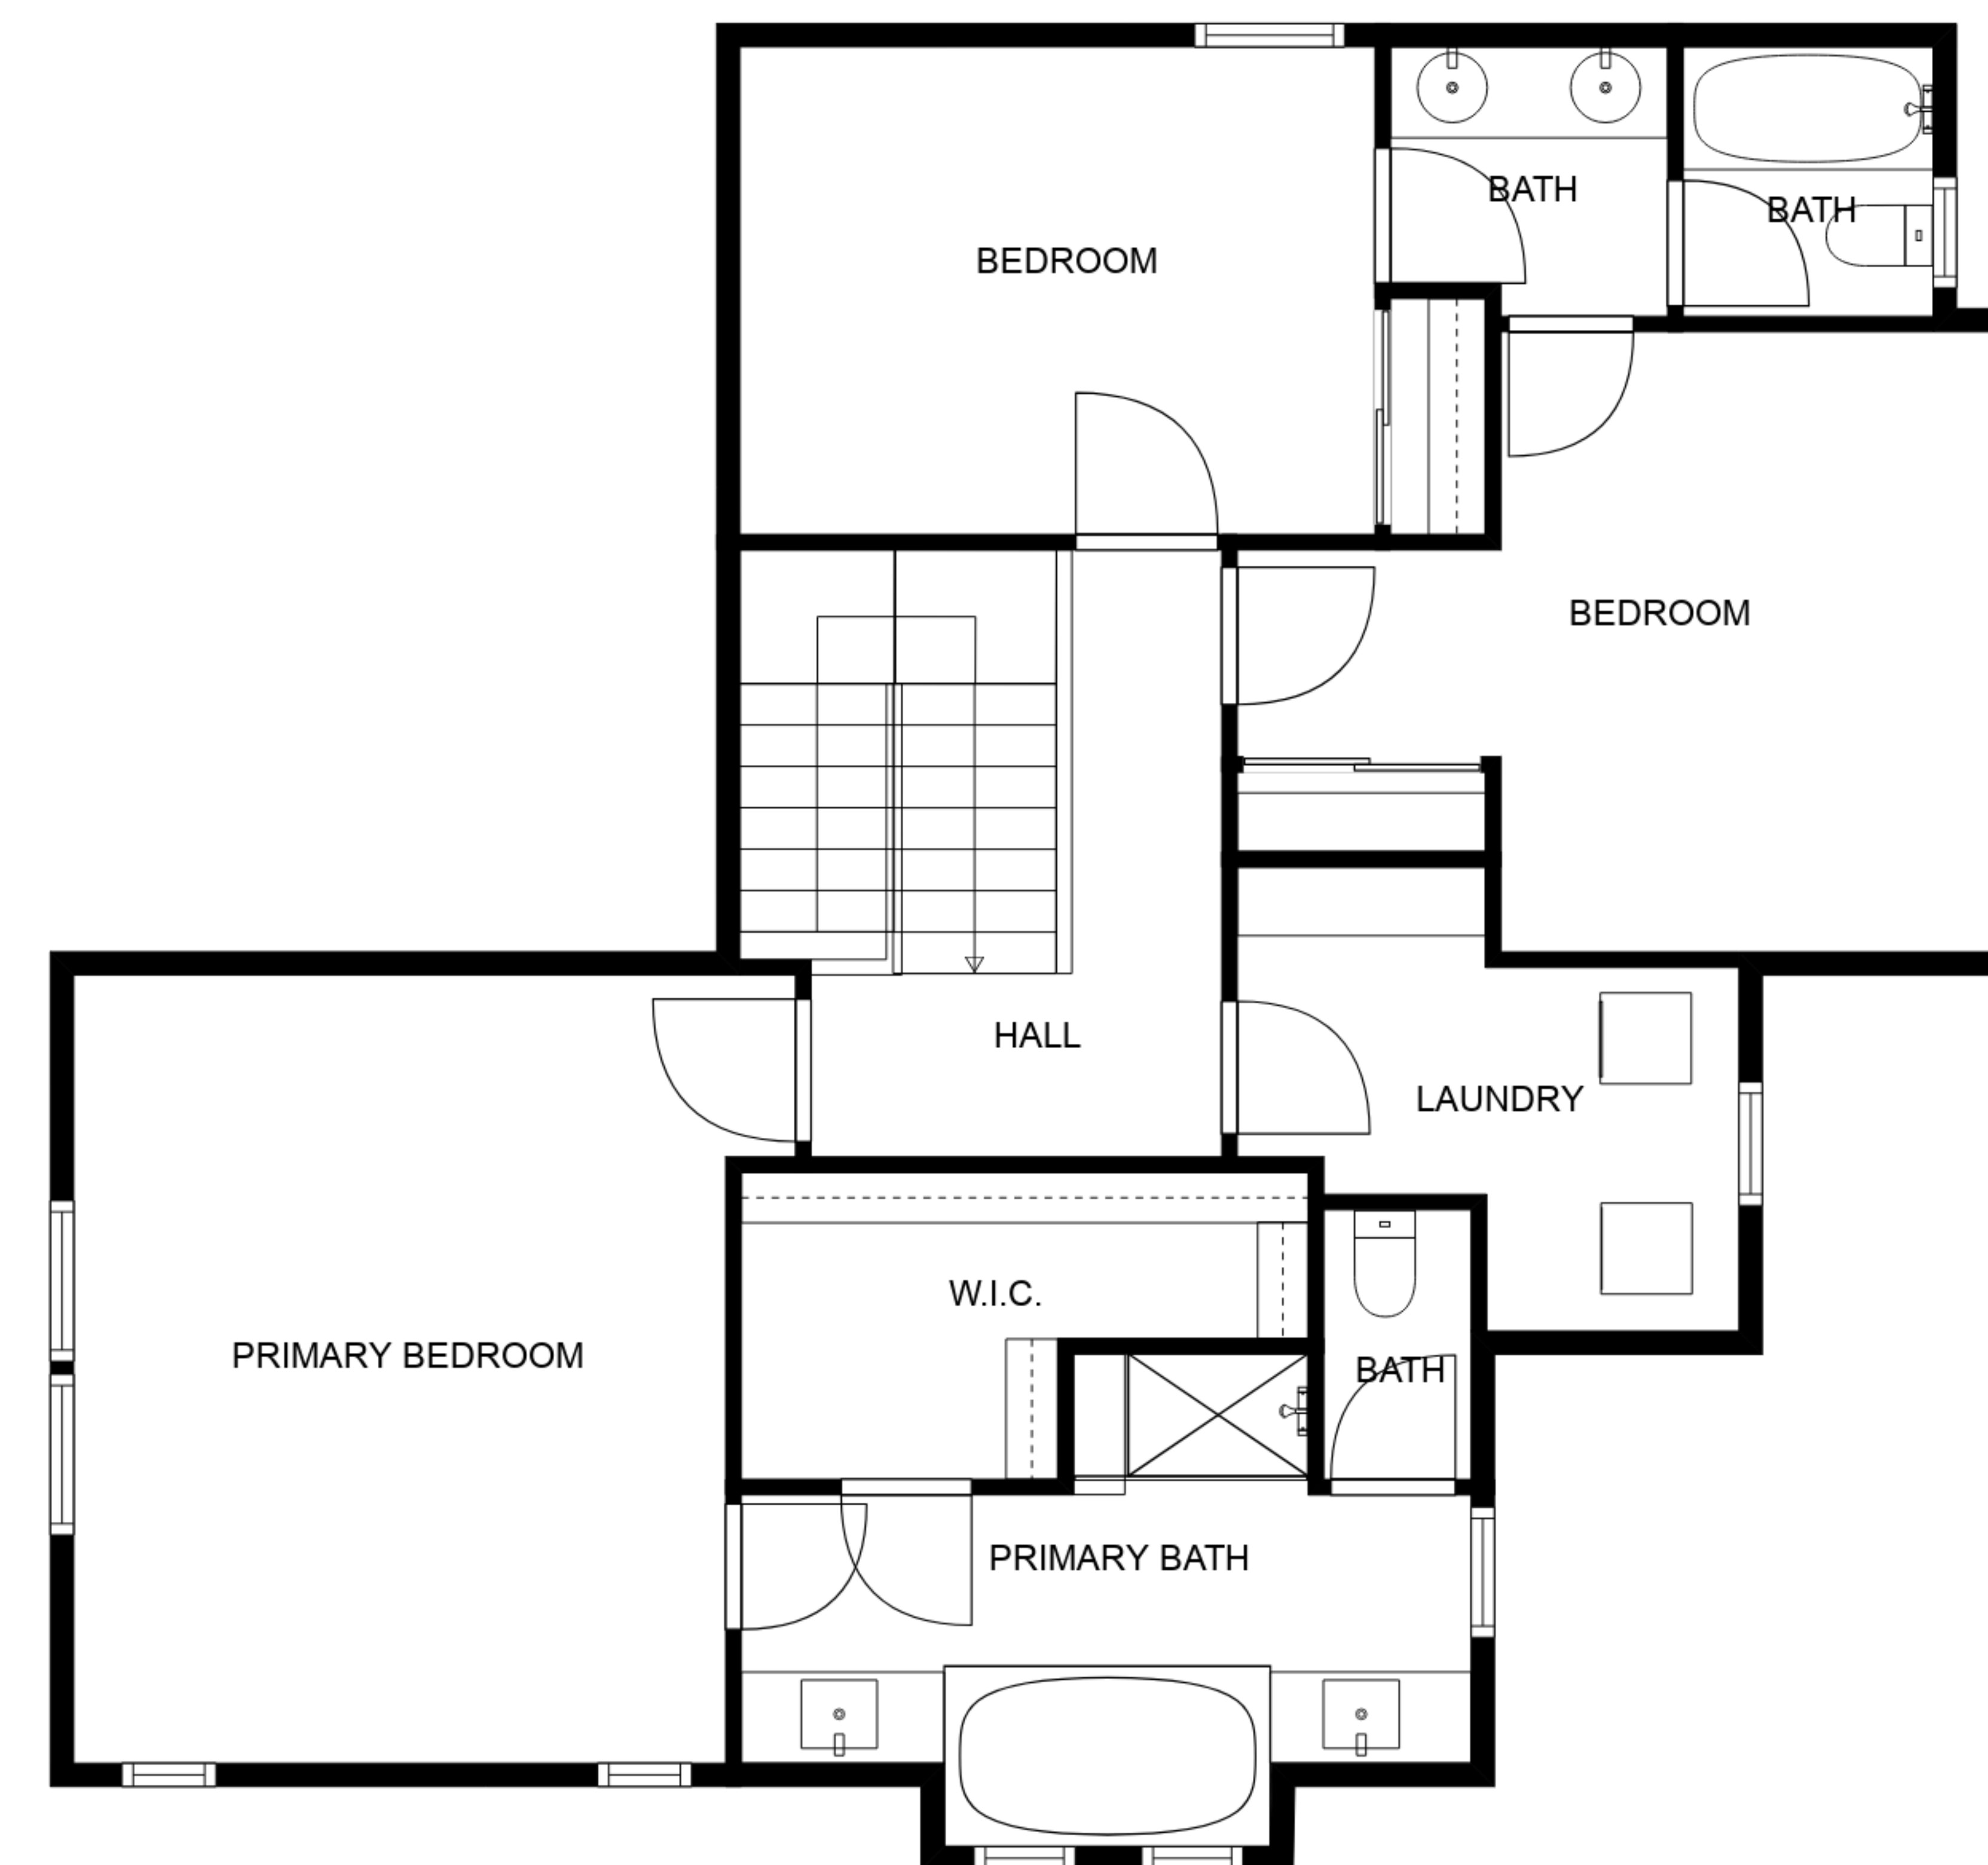 BATH
BATH
BEDROOM
BEDROOM
HALL
LAUNDRY
W.I.C.
PRIMARY BEDROOM
BATH
PRIMARY BATH